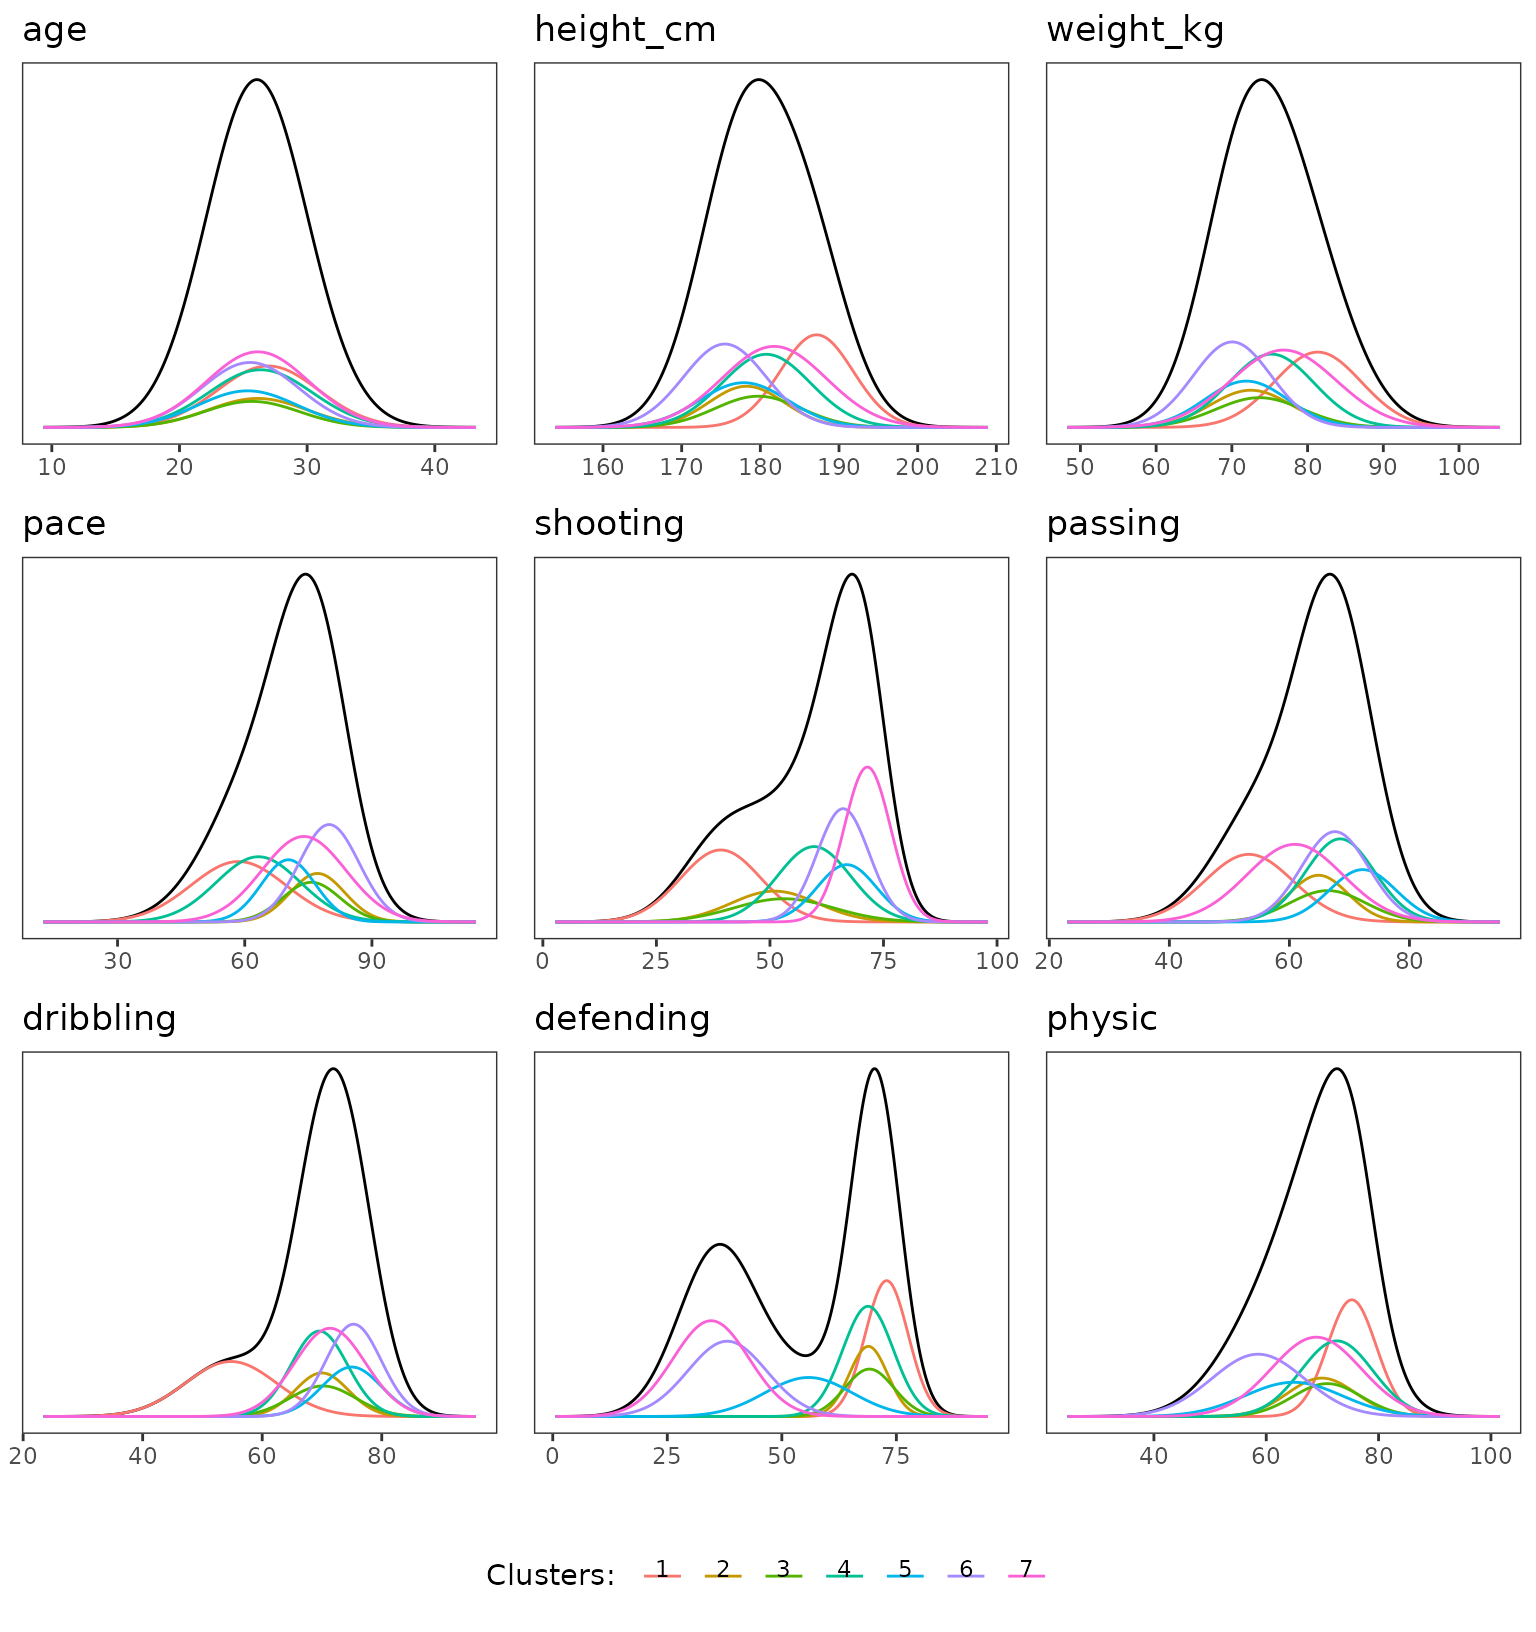 age height_cm weight_kg
10 20 30 40 160 170 180 190 200 210 50 60 70 80 90 100
pace shooting passing
30 60 90 0 25 50 75 100 20 40 60 80
dribbling defending physic
20 40 60 80 0 25 50 75 40 60 80 100
Clusters: 1 2 3 4 5 6 7